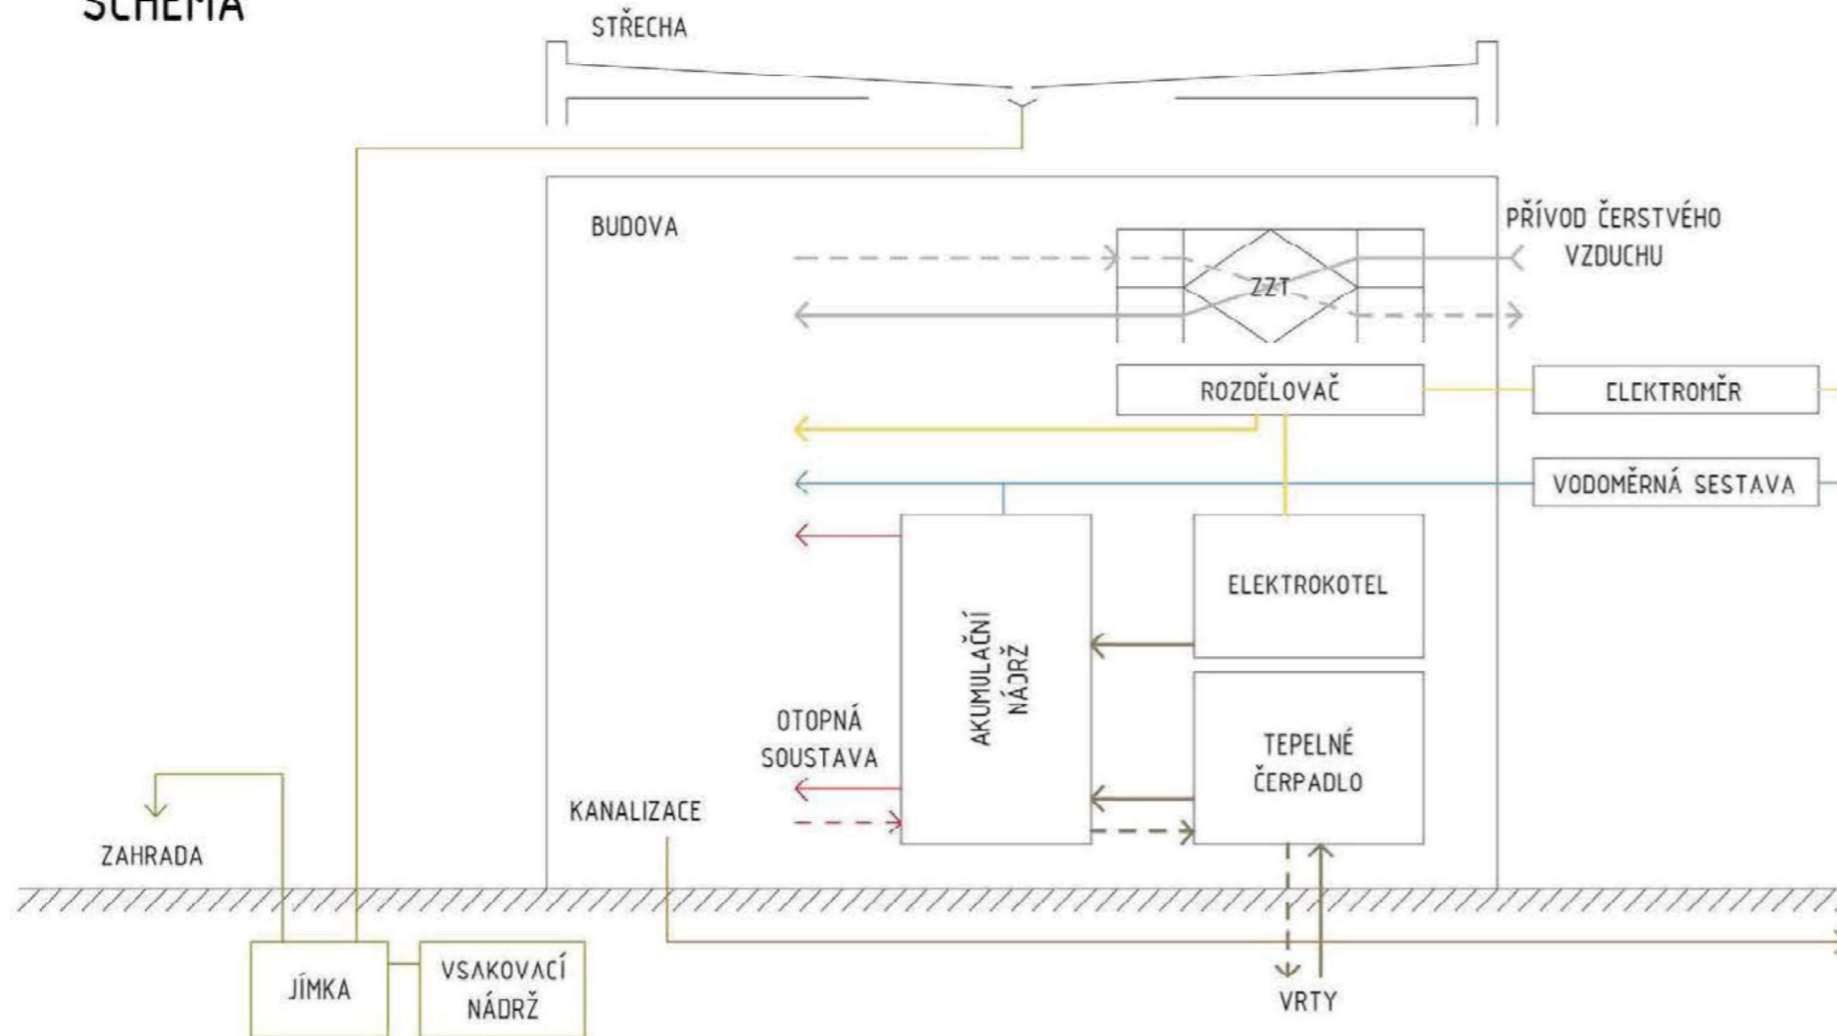 SCHÉMA
STŘECHA
BUDOVA
PŘÍVOD ČERSTVÉHO
VZDUCHU
ZZT
ROZDĚLOVAČ
ELEKTROMĚR
VODOMĚRNÁ SESTAVA
ELEKTROKOTEL
AKUMULAČNÍ
NÁDRŽ
OTOPNÁ
SOUSTAVA
TEPELNÉ
ČERPADLO
KANALIZACE
ZAHRADA
JÍMKA
VSAKOVACÍ
NÁDRŽ
VRTY